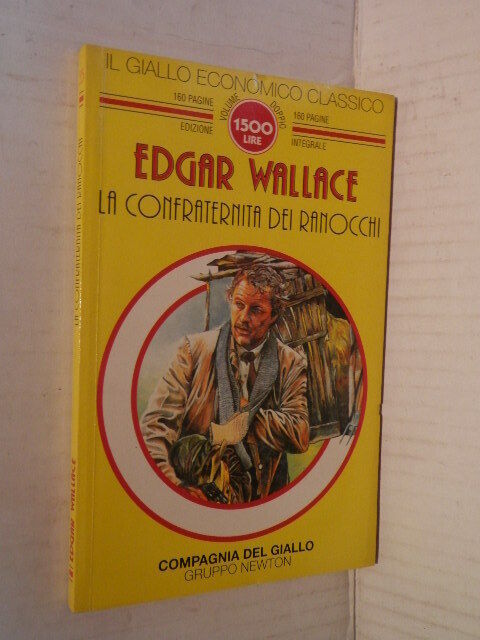 IL GIALLO ECONOMICO CLASSICO
160 PAGINE
VOLUME DOPPIO
160 PAGINE
EDIZIONE
1500
LIRE
INTEGRALE
EDGAR WALLACE
LA CONFRATERNITA DEI RANOCCHI
COMPAGNIA DEL GIALLO
GRUPPO NEWTON
LA CONFRATERNITA DEI RANOCCHI
EDGAR WALLACE